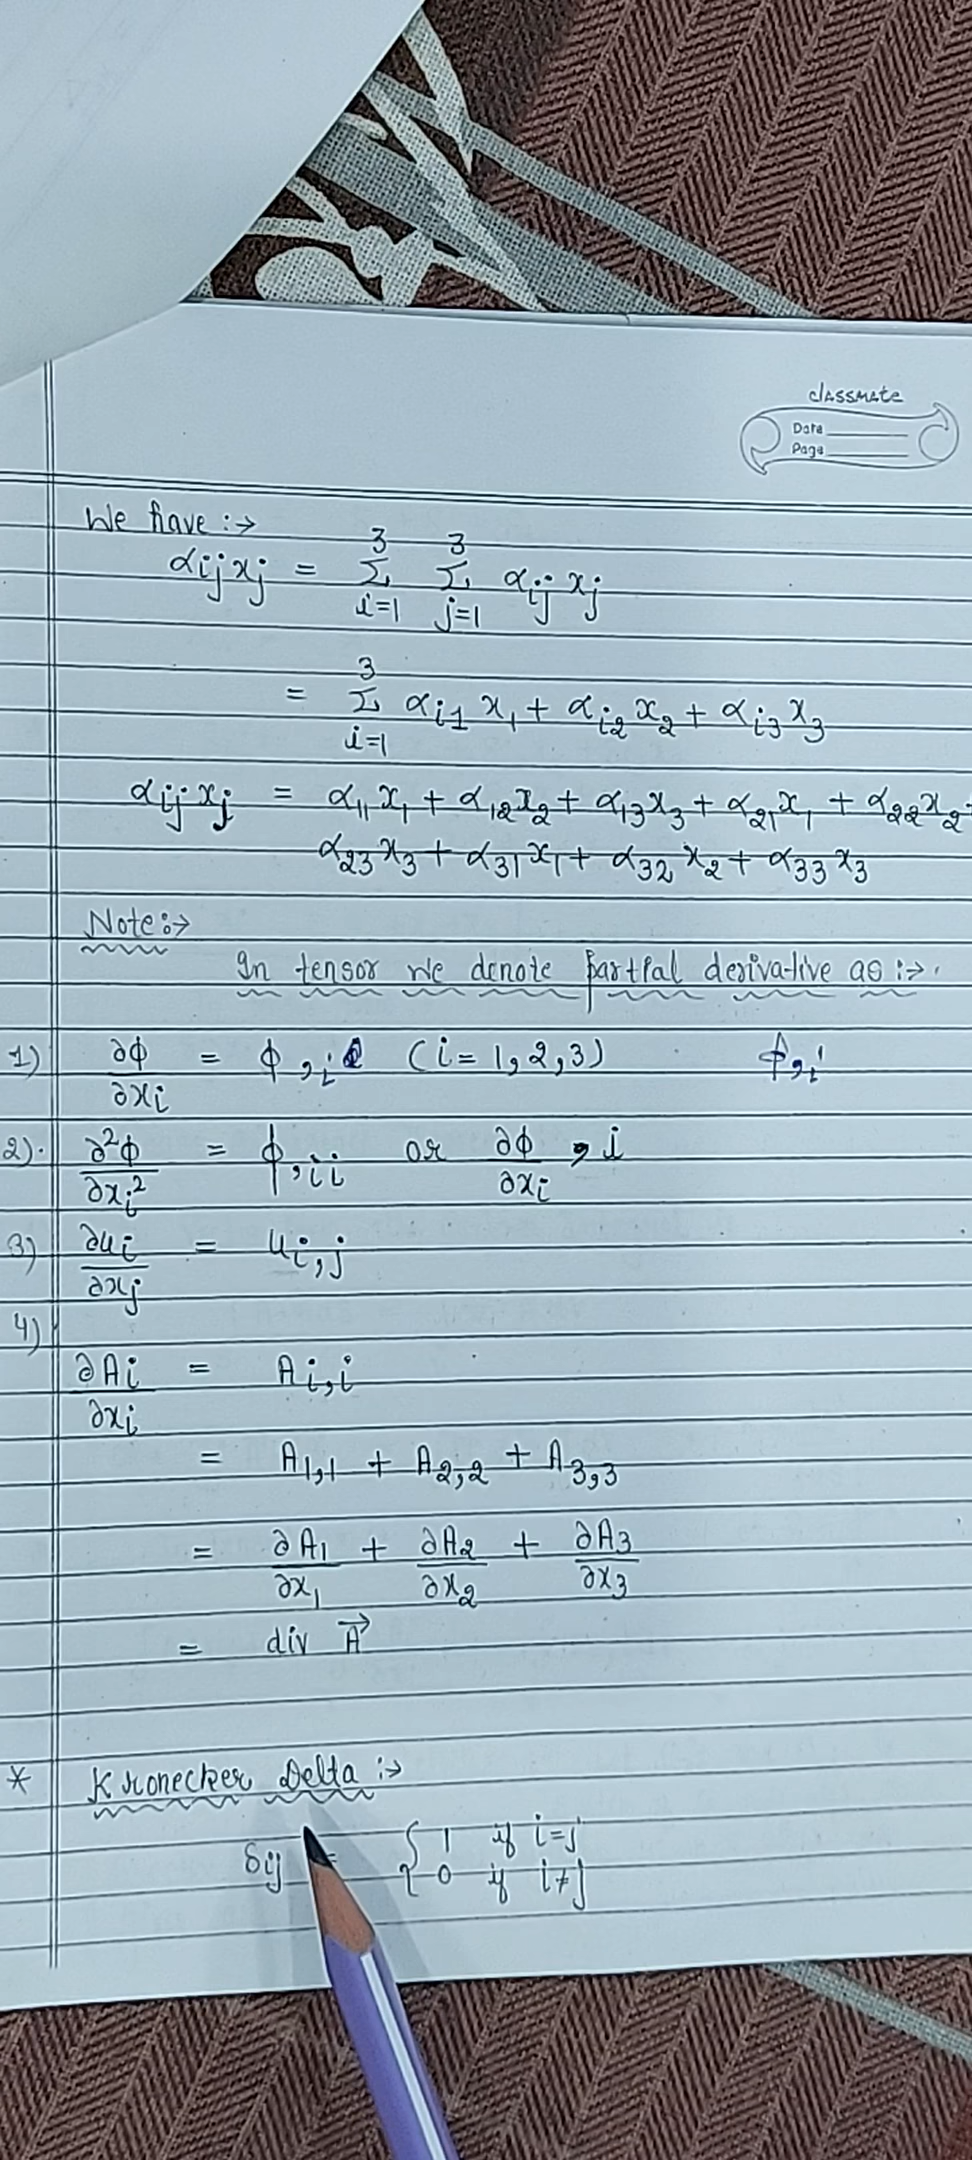 classmate
Date
Page
We have :→
αij xj = 3Σi=1 3Σj=1 αij xj
= 3Σi=1 αi1 x1 + αi2 x2 + αi3 x3
αij xj = α11 x1 + α12 x2 + α13 x3 + α21 x1 + α22 x2 +
α23 x3 + α31 x1 + α32 x2 + α33 x3
Note :→
In tensor we denote partial derivative as :→
1) ∂ϕ/∂xi = ϕ,i (i = 1, 2, 3) ϕ,i
2). ∂²ϕ/∂xi² = ϕ,ii or ∂ϕ/∂xi , i
3) ∂ui/∂xj = ui,j
4)
∂Ai/∂xi = Ai,i
= A1,1 + A2,2 + A3,3
= ∂A1/∂x1 + ∂A2/∂x2 + ∂A3/∂x3
= div A→
* Kronecker Delta :→
δij = { 1 if i=j
0 if i≠j